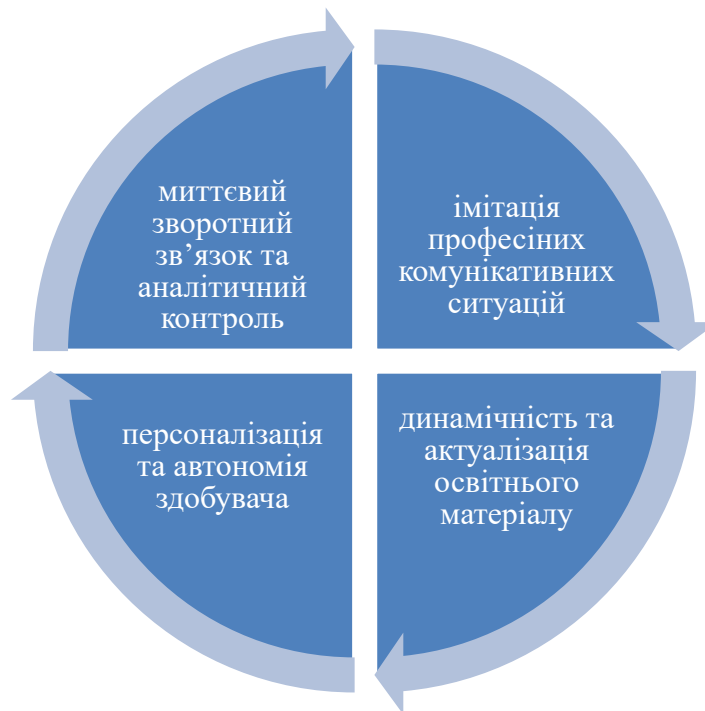 миттєвий
зворотний
зв’язок та
аналітичний
контроль
імітація
професіних
комунікативних
ситуацій
персоналізація
та автономія
здобувача
динамічність та
актуалізація
освітнього
матеріалу